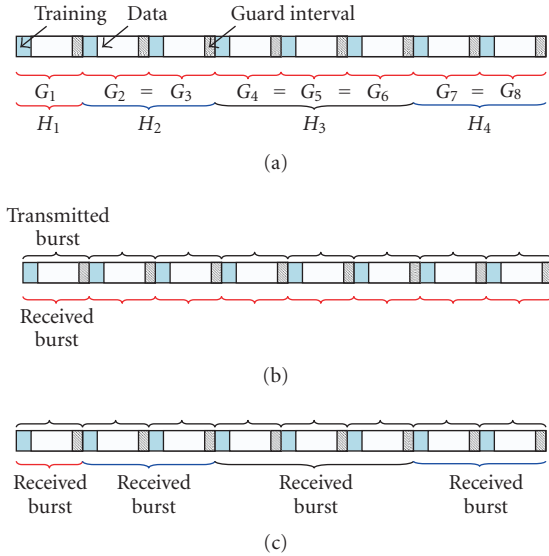 Training Data Guard interval
G1 G2 = G3 G4 = G5 = G6 G7 = G8
H1 H2 H3 H4
(a)
Transmitted
burst
Received
burst
(b)
Received Received Received Received
burst burst burst burst
(c)